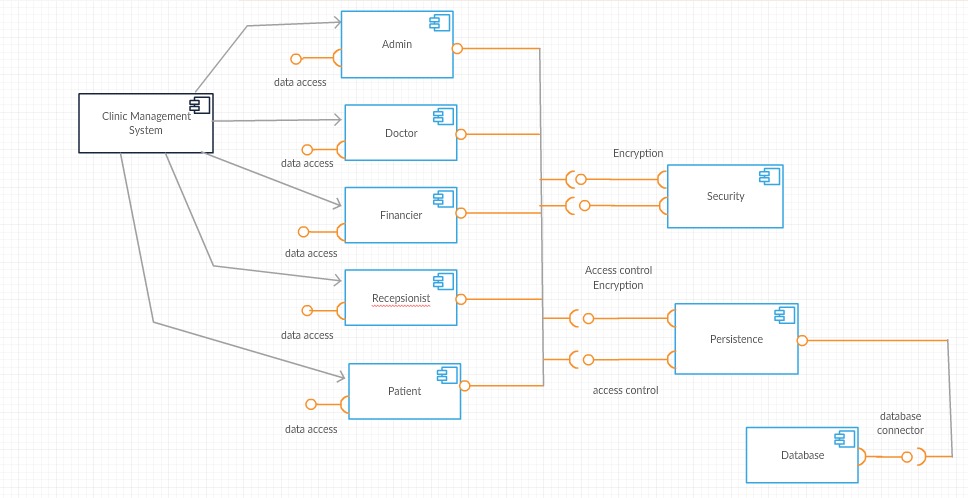 Admin
data access
Clinic Management
System
Doctor
data access
Encryption
Security
Financier
data access
Access control
Encryption
Recepsionist
data access
Persistence
Patient
access control
data access
database
connector
Database